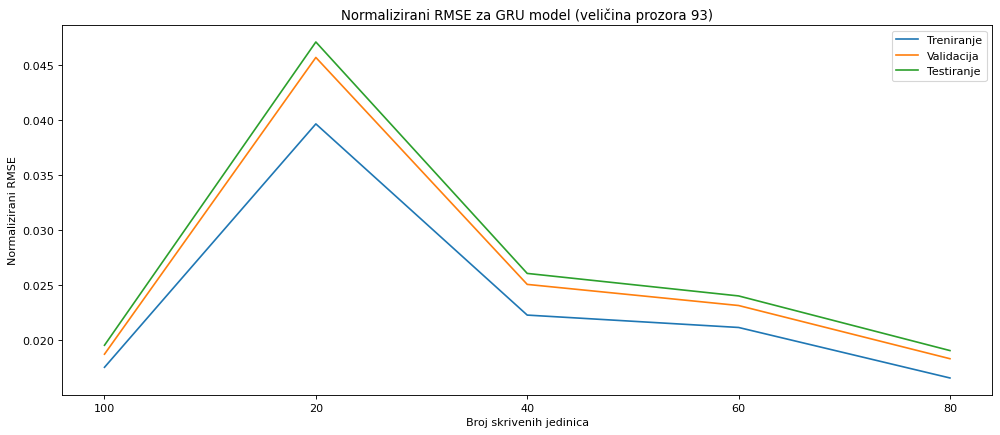 Normalizirani RMSE za GRU model (veličina prozora 93)
Treniranje
Validacija
Testiranje
Normalizirani RMSE
0.045
0.040
0.035
0.030
0.025
0.020
100 20 40 60 80
Broj skrivenih jedinica